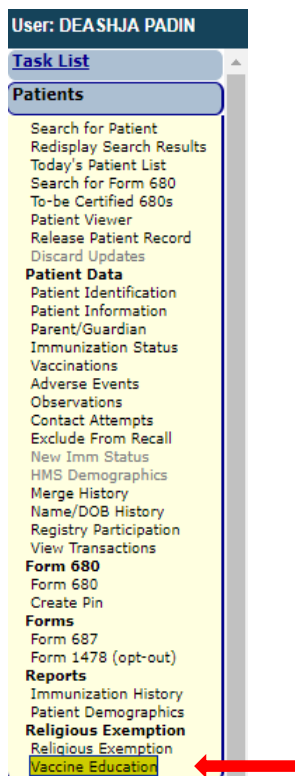 User: DEASHJA PADIN
Task List
Patients
Search for Patient
Redisplay Search Results
Today's Patient List
Search for Form 680
To-be Certified 680s
Patient Viewer
Release Patient Record
Discard Updates
Patient Data
Patient Identification
Patient Information
Parent/Guardian
Immunization Status
Vaccinations
Adverse Events
Observations
Contact Attempts
Exclude From Recall
New Imm Status
HMS Demographics
Merge History
Name/DOB History
Registry Participation
View Transactions
Form 680
Form 680
Create Pin
Forms
Form 687
Form 1478 (opt-out)
Reports
Immunization History
Patient Demographics
Religious Exemption
Religious Exemption
Vaccine Education